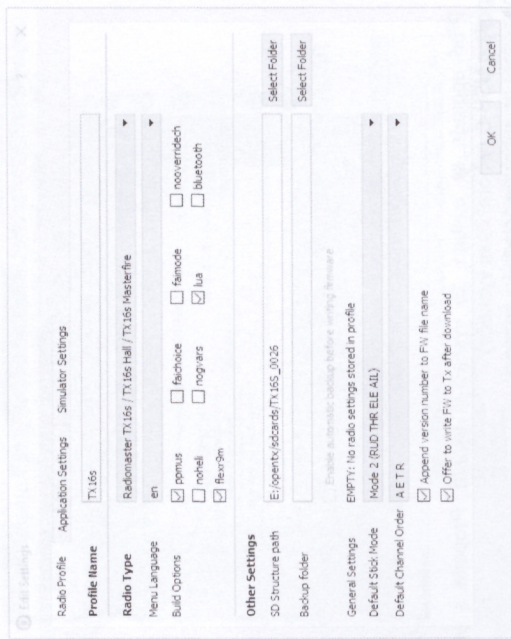 Edit Settings
Radio Profile Application Settings Simulator Settings
Profile Name TX16s
Radio Type Radiomaster TX16s / TX16s Hall / TX16s Masterfire
Menu Language en
Build Options ppmus faichoice faimode nooverridech
noheli nogvars lua bluetooth
flexr9m
Other Settings
SD Structure path E:/opentx/sdcards/TX16S_0026 Select Folder
Backup folder Select Folder
Enable automatic backup before writing firmware
General Settings EMPTY: No radio settings stored in profile
Default Stick Mode Mode 2 (RUD THR ELE AIL)
Default Channel Order A E T R
Append version number to FW file name
Offer to write FW to Tx after download
OK Cancel